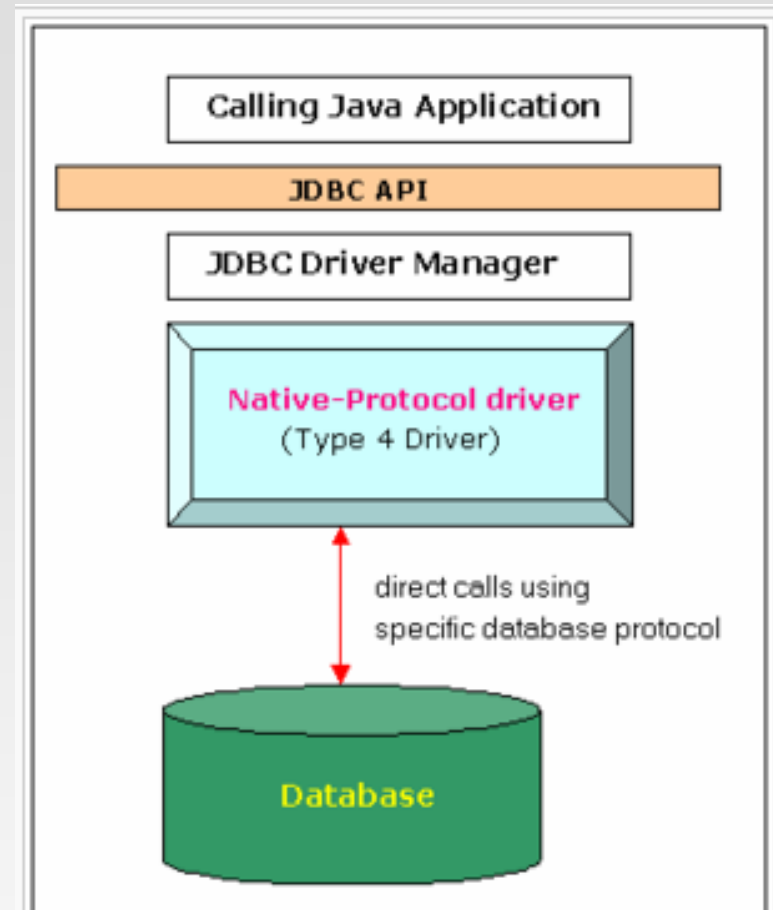 Calling Java Application
JDBC API
JDBC Driver Manager
Native-Protocol driver
(Type 4 Driver)
direct calls using
specific database protocol
Database